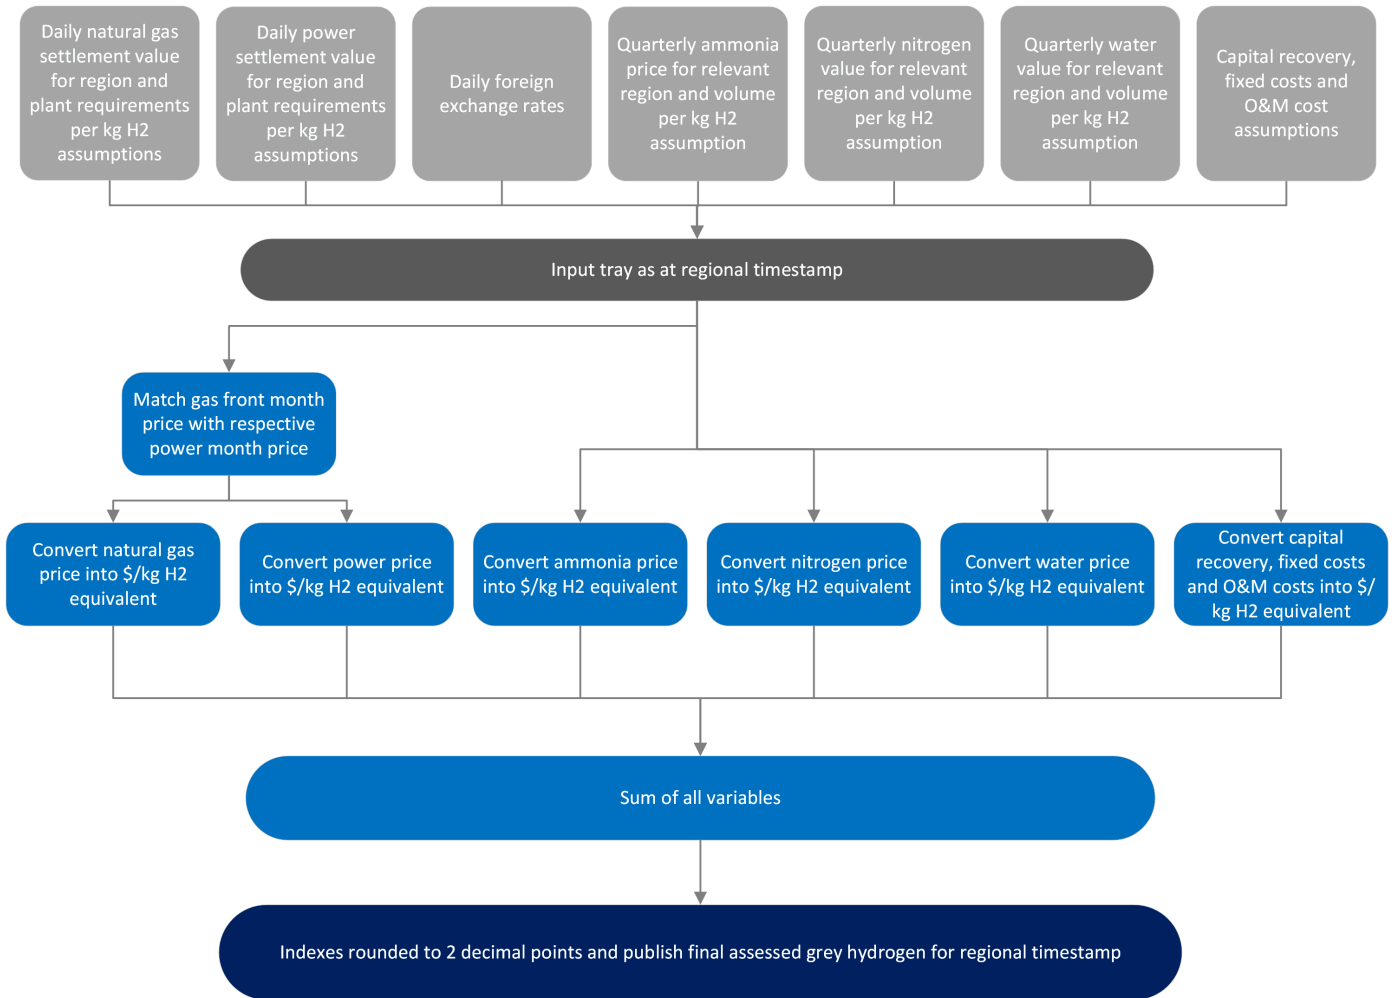 Daily natural gas
settlement value
for region and
plant requirements
per kg H2
assumptions
Daily power
settlement value
for region and
plant requirements
per kg H2
assumptions
Daily foreign
exchange rates
Quarterly ammonia
price for relevant
region and volume
per kg H2
assumption
Quarterly nitrogen
value for relevant
region and volume
per kg H2
assumption
Quarterly water
value for relevant
region and volume
per kg H2
assumption
Capital recovery,
fixed costs and
O&M cost
assumptions
Input tray as at regional timestamp
Match gas front month
price with respective
power month price
Convert natural gas
price into $/kg H2
equivalent
Convert power price
into $/kg H2 equivalent
Convert ammonia price
into $/kg H2 equivalent
Convert nitrogen price
into $/kg H2 equivalent
Convert water price
into $/kg H2 equivalent
Convert capital
recovery, fixed costs
and O&M costs into $/
kg H2 equivalent
Sum of all variables
Indexes rounded to 2 decimal points and publish final assessed grey hydrogen for regional timestamp